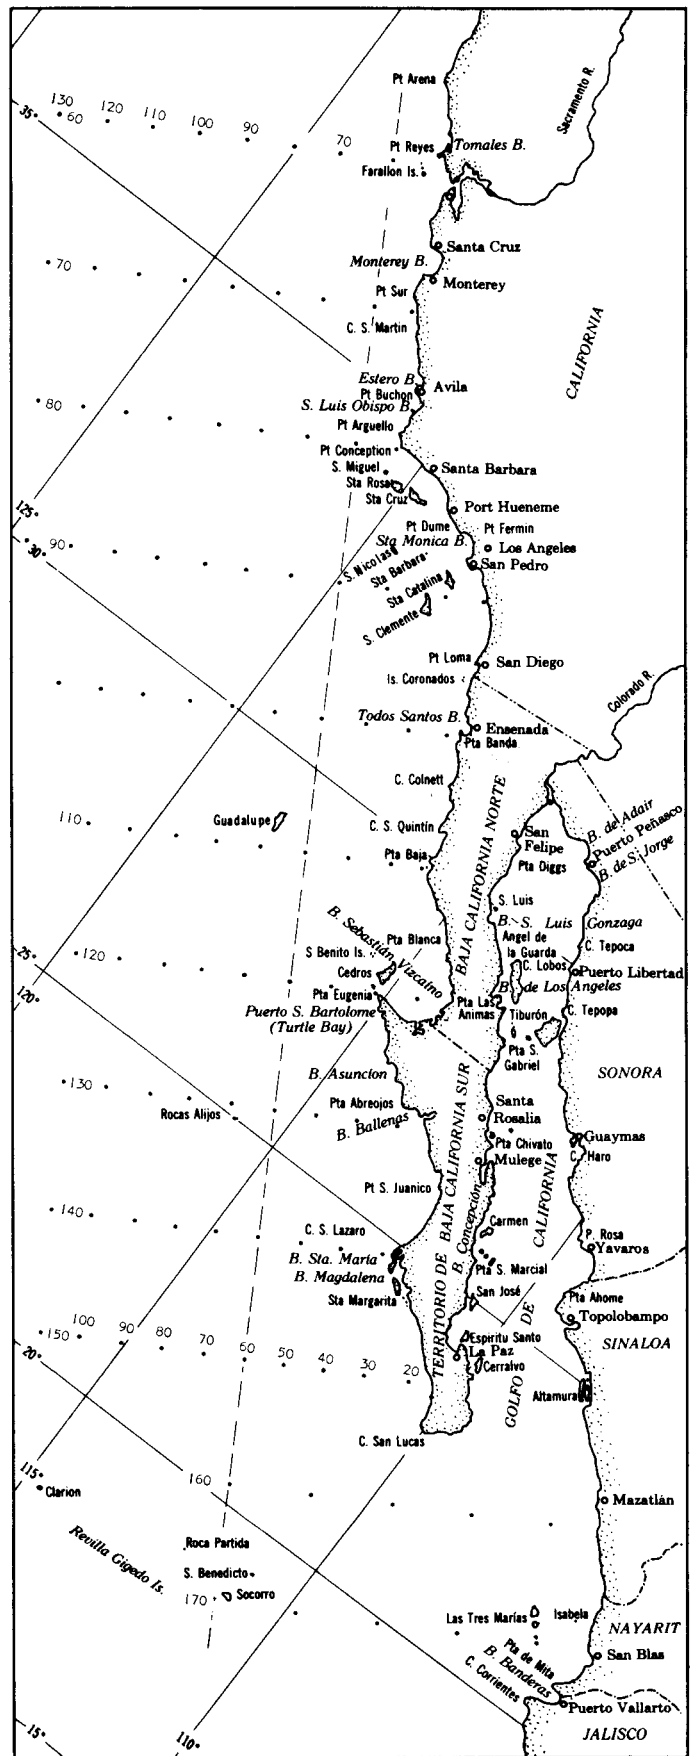 Pt Arena
Sacramento R.
35°
130
120
110
100
90
70
60
Pt Reyes
Tomales B.
Farallon Is.
Santa Cruz
Monterey B.
70
Monterey
Pt Sur
C. S. Martin
CALIFORNIA
Estero B.
Avila
Pt Buchon
80
S. Luis Obispo B.
Pt Arguello
Pt Conception
S. Miguel
Santa Barbara
Sta Rosa
Sta Cruz
125°
Port Hueneme
Pt Dume
Pt Fermin
30°
90
Sta Monica B.
Los Angeles
S. Nicolas
Sta Barbara
San Pedro
Sta Catalina
S. Clemente
Pt Loma
San Diego
Is. Coronados
Colorado R.
Todos Santos B.
Ensenada
Pta Banda
C. Colnett
110
Guadalupe
C. S. Quintín
San
Felipe
B. de Adair
Puerto Peñasco
B. de S. Jorge
Pta Baja
Pta Diggs
BAJA CALIFORNIA NORTE
S. Luis
B. S. Luis Gonzaga
B. Sebastián Vizcaino
Pta Blanca
Angel de
la Guarda
C. Tepoca
25°
120
S Benito Is.
C. Lobos
Cedros
Puerto Libertad
B. de Los Angeles
120°
Pta Eugenia
Pta Las
Animas
Puerto S. Bartolome
(Turtle Bay)
Tiburón
C. Tepopa
Pta S.
Gabriel
B. Asuncion
SONORA
130
Rocas Alijos
Pta Abreojos
Santa
Rosalia
B. Ballenas
Pta Chivato
Guaymas
Mulege
C. Haro
TERRITORIO DE BAJA CALIFORNIA SUR
B. Concepción
GOLFO DE CALIFORNIA
Pt S. Juanico
140
C. S. Lazaro
Carmen
P. Rosa
Yavaros
B. Sta. María
B. Magdalena
Pta S. Marcial
Sta Margarita
San José
Pta Ahome
Topolobampo
150
100
90
80
70
60
50
40
30
20
Espiritu Santo
La Paz
Cerralvo
SINALOA
20°
Altamura
C. San Lucas
115°
Clarion
160
Mazatlán
Revilla Gigedo Is.
Roca Partida
S. Benedicto
170
Socorro
Las Tres Marías
Isabela
NAYARIT
Pta de Mita
San Blas
B. Banderas
C. Corrientes
Puerto Vallarto
15°
110°
JALISCO